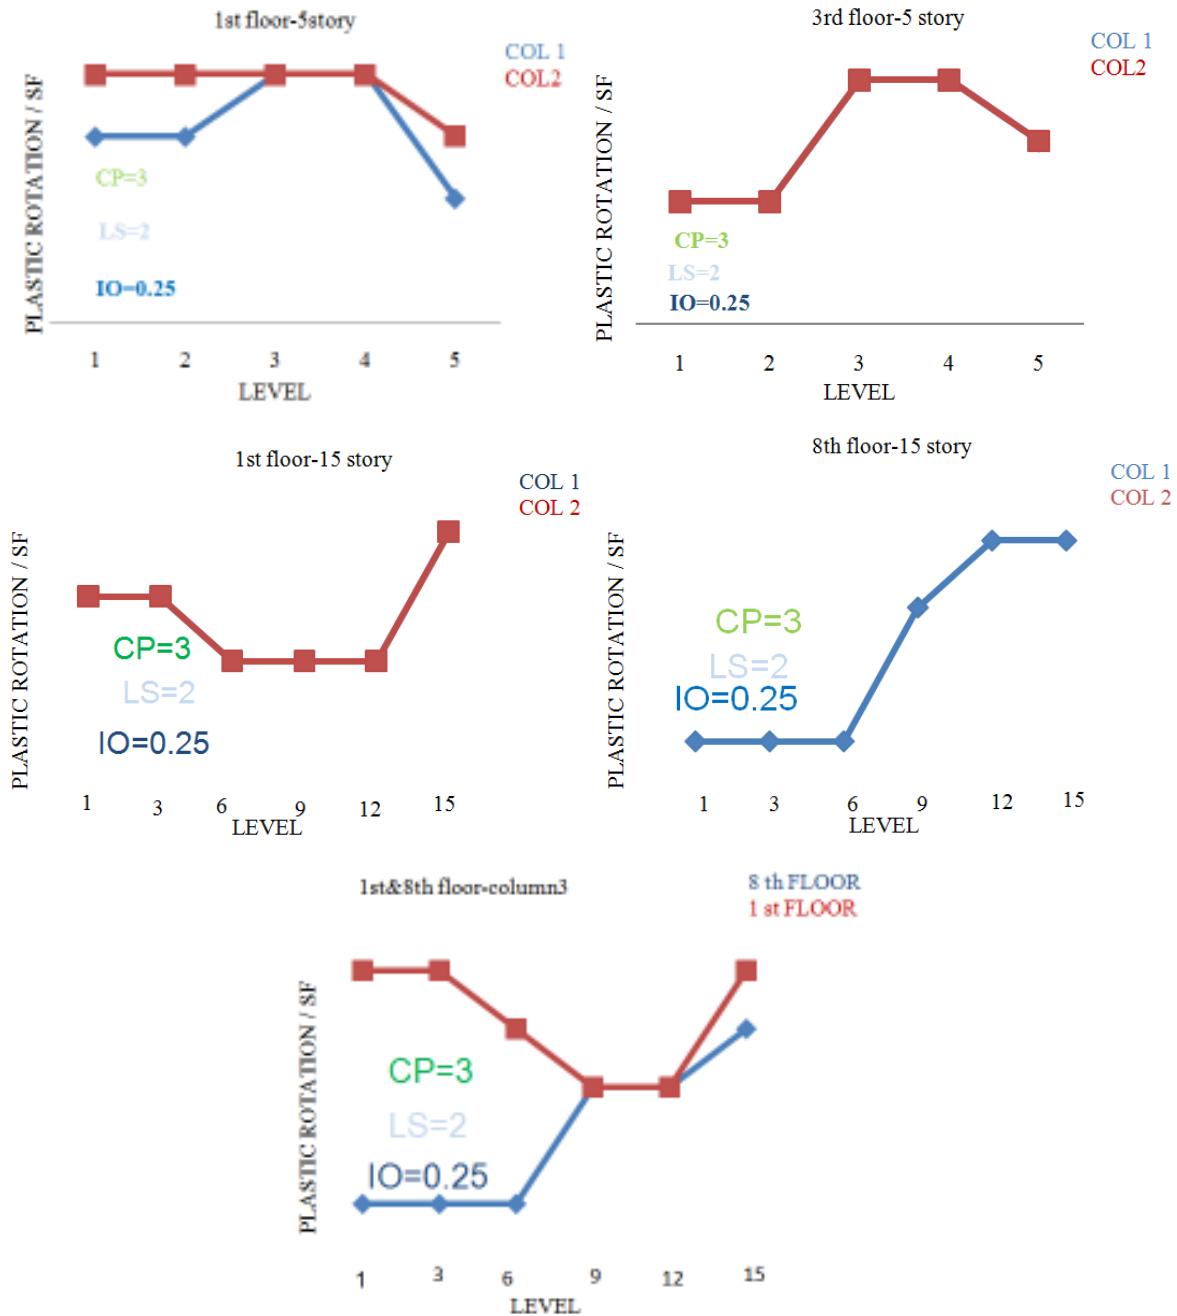 1st floor-5story
COL 1
COL2
PLASTIC ROTATION / SF
CP=3
LS=2
IO=0.25
1 2 3 4 5
LEVEL
3rd floor-5 story
COL 1
COL2
PLASTIC ROTATION / SF
CP=3
LS=2
IO=0.25
1 2 3 4 5
LEVEL
1st floor-15 story
COL 1
COL 2
PLASTIC ROTATION / SF
CP=3
LS=2
IO=0.25
1 3 6 9 12 15
LEVEL
8th floor-15 story
COL 1
COL 2
PLASTIC ROTATION / SF
CP=3
LS=2
IO=0.25
1 3 6 9 12 15
LEVEL
1st&8th floor-column3
8 th FLOOR
1 st FLOOR
PLASTIC ROTATION / SF
CP=3
LS=2
IO=0.25
1 3 6 9 12 15
LEVEL